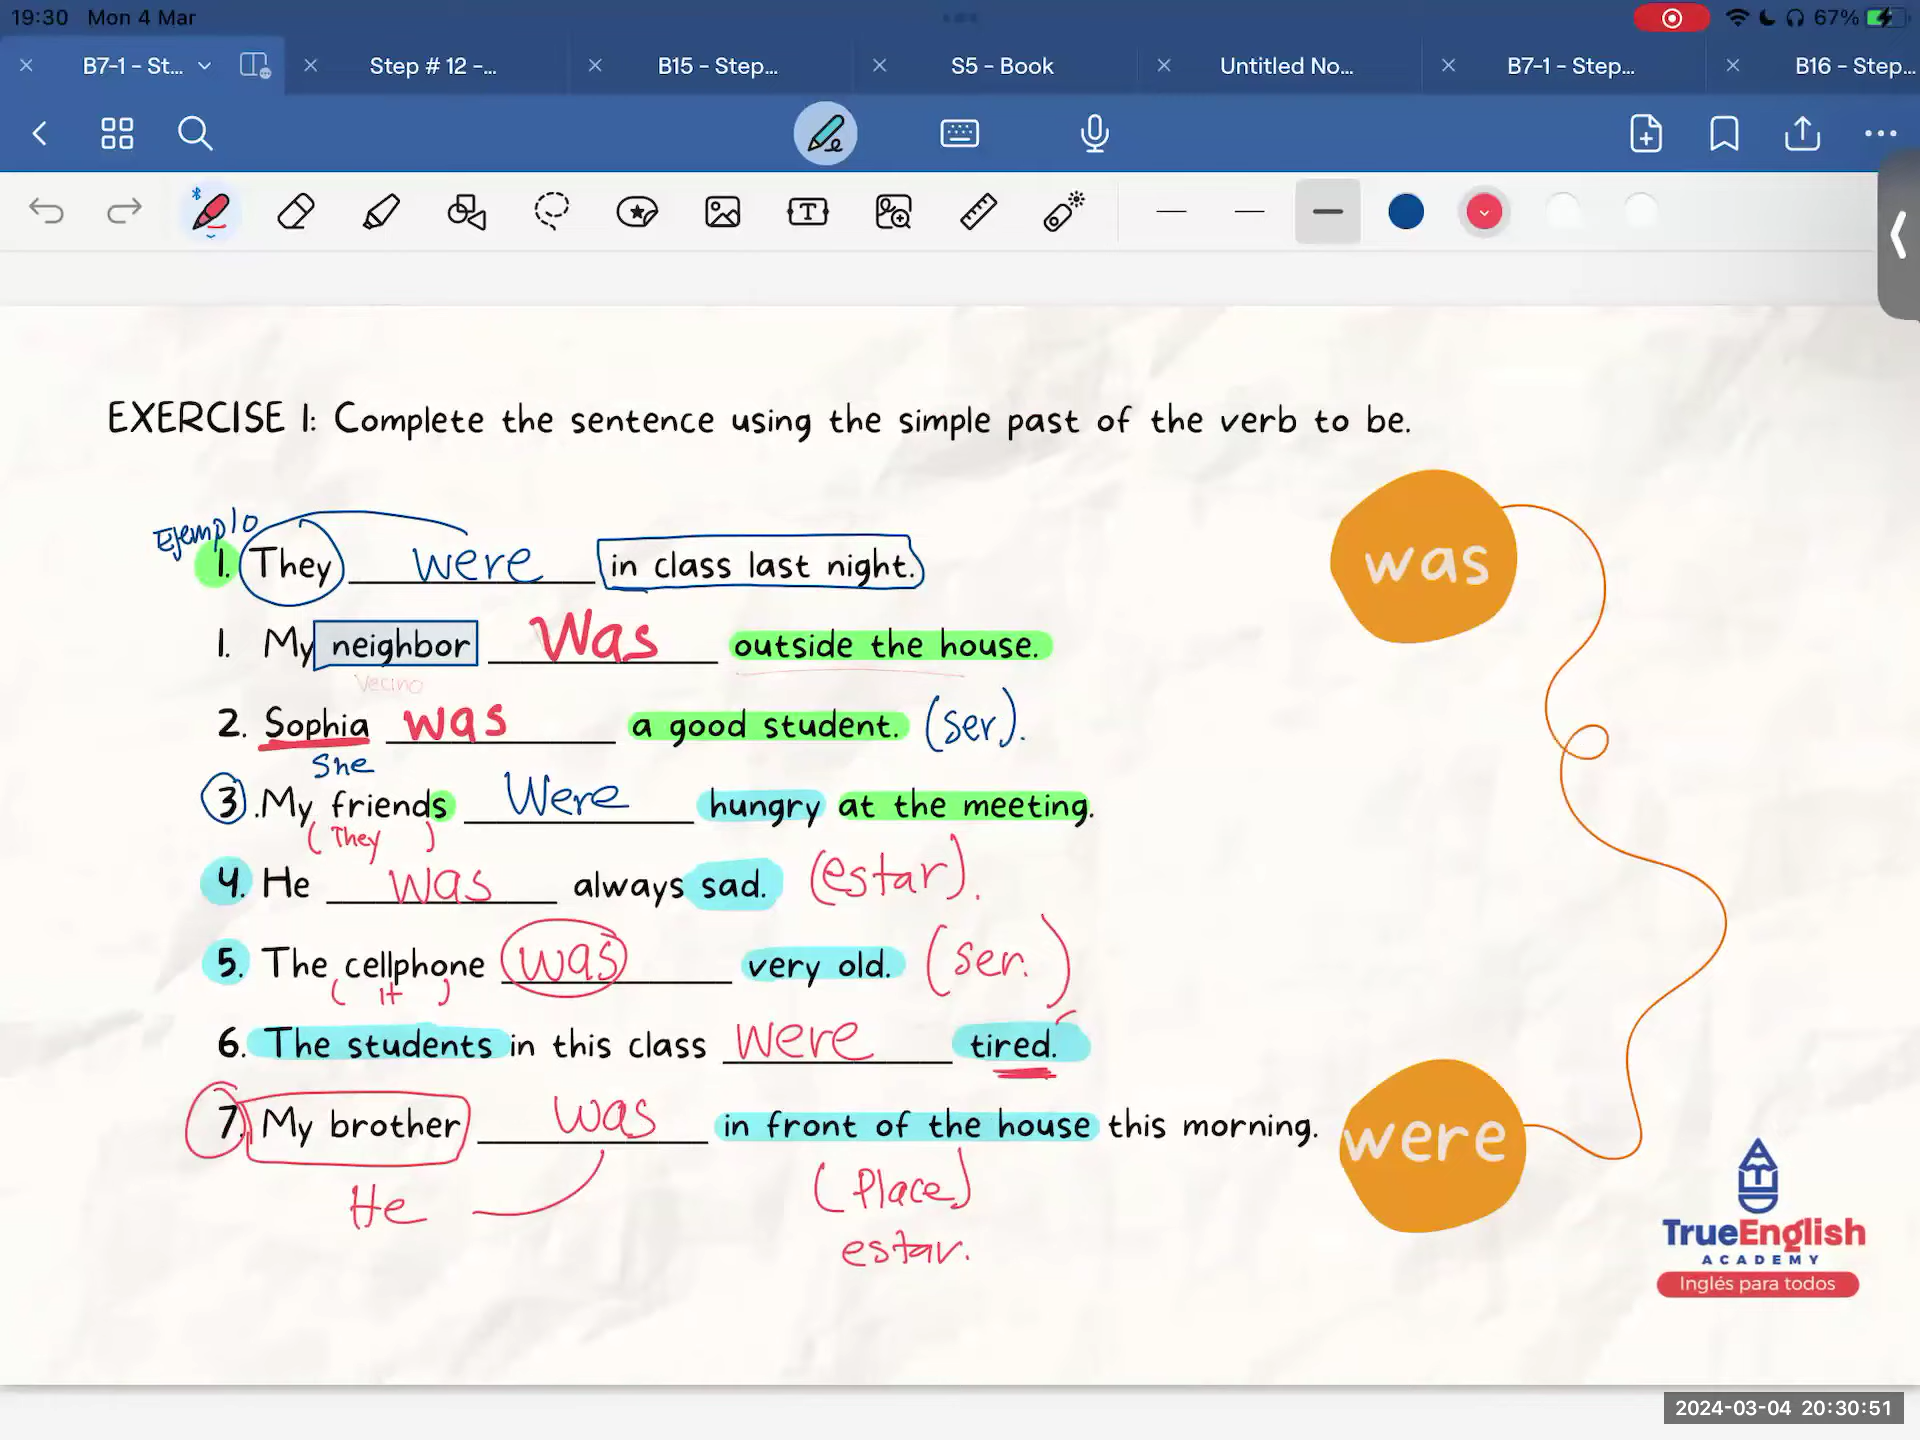 19:30 Mon 4 Mar 67%
B7-1 – St... Step # 12 -... B15 – Step... S5 – Book Untitled No... B7-1 – Step... B16 – Step...
EXERCISE 1: Complete the sentence using the simple past of the verb to be.
Ejemplo
1. They were in class last night.
1. My neighbor Was outside the house.
Vecino
2. Sophia was a good student. (ser).
She
3. My friends Were hungry at the meeting.
( They )
4. He was always sad. (estar).
5. The cellphone was very old. (ser.)
( It )
6. The students in this class were tired.
7. My brother was in front of the house this morning.
He (Place)
estar.
was
were
TrueEnglish
ACADEMY
Inglés para todos
2024-03-04 20:30:51